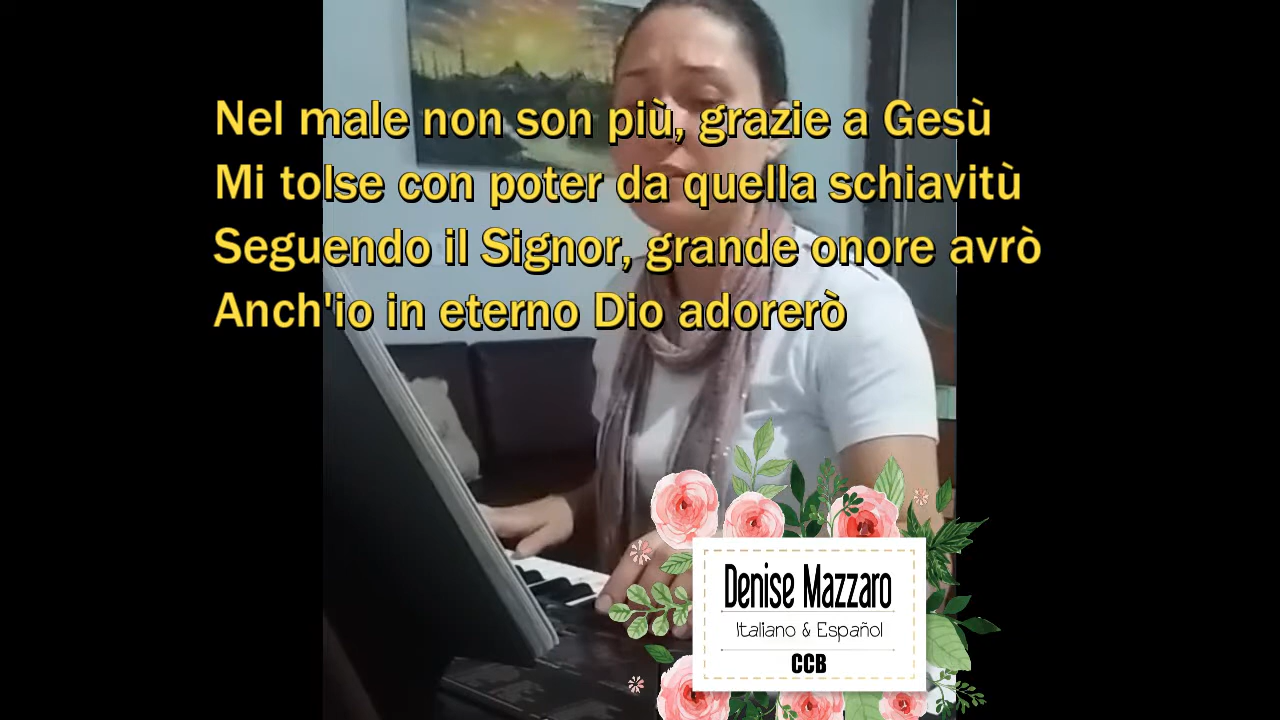 Nel male non son più, grazie a Gesù
Mi tolse con poter da quella schiavitù
Seguendo il Signor, grande onore avrò
Anch'io in eterno Dio adorerò
Denise Mazzaro
Italiano & Español
CCB